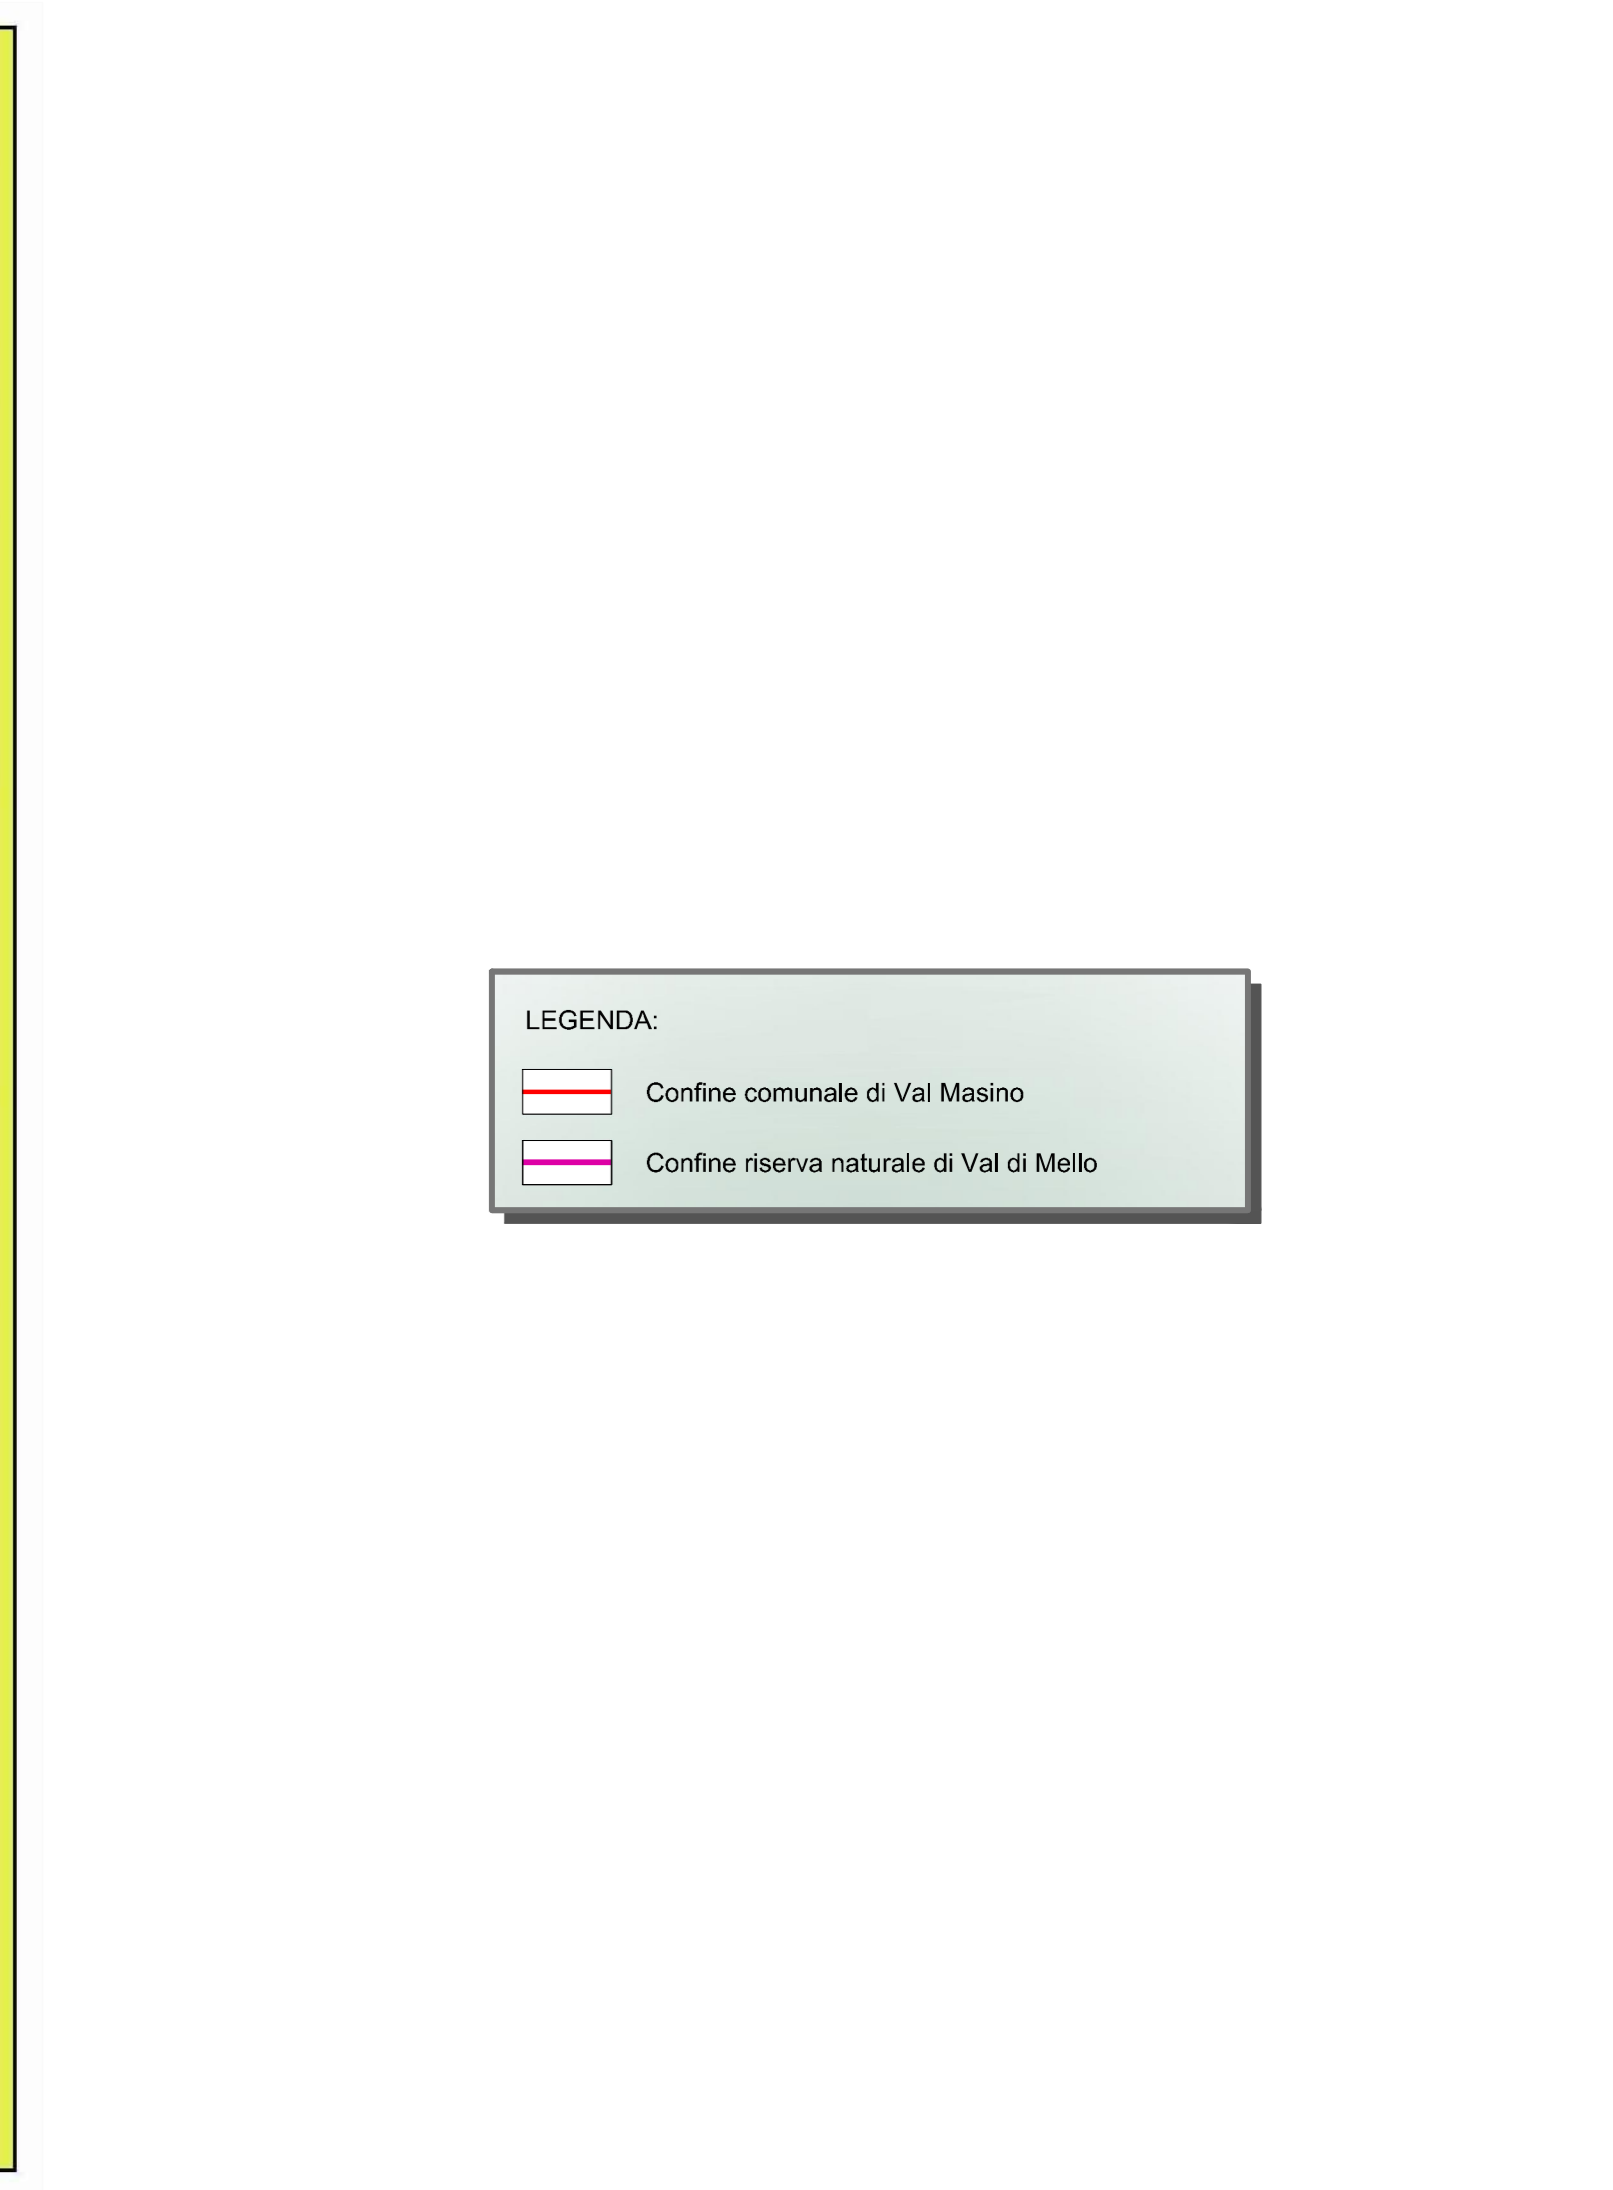 LEGENDA:
Confine comunale di Val Masino
Confine riserva naturale di Val di Mello